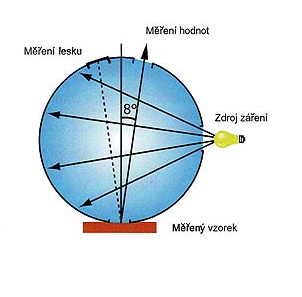 Měření hodnot
Měření lesku
8°
Zdroj záření
Měřený vzorek